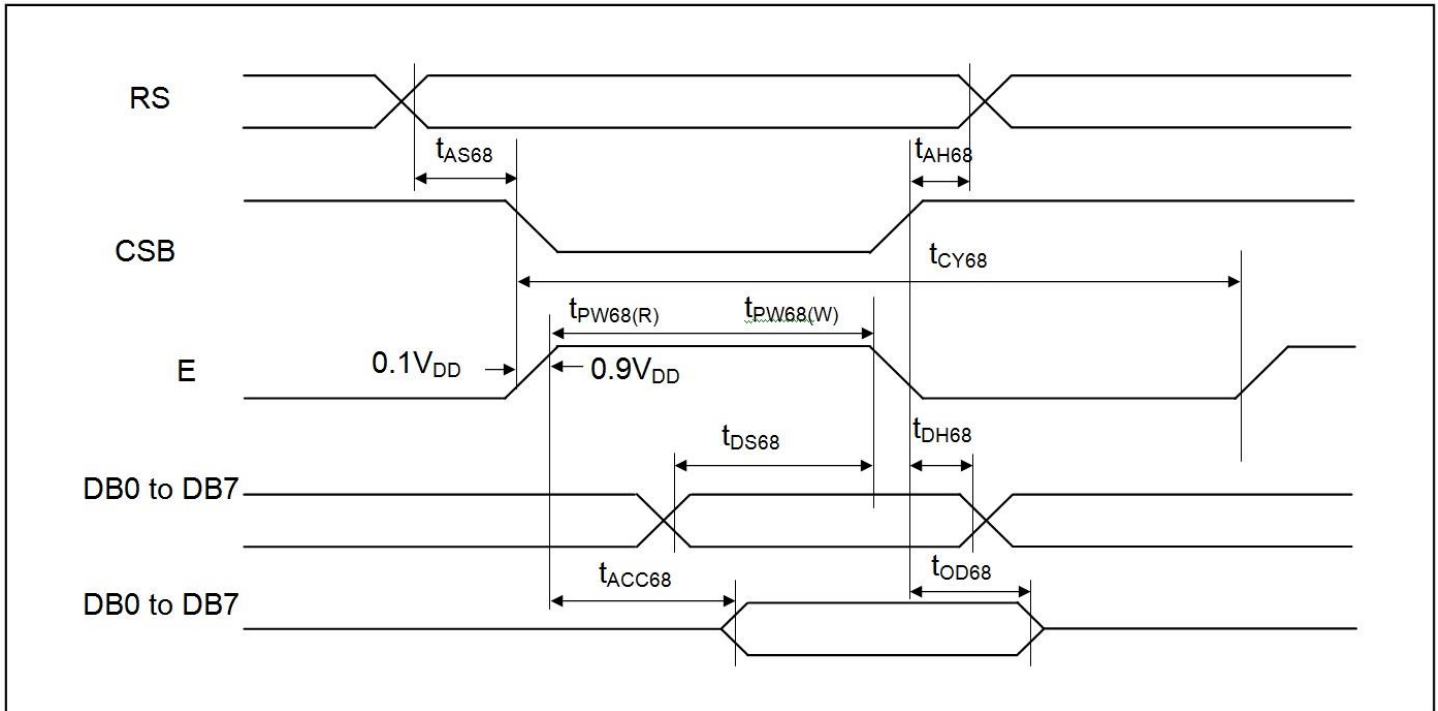 RS
tAS68
tAH68
CSB
tCY68
tPW68(R)
tPW68(W)
E
0.1VDD
0.9VDD
tDS68
tDH68
DB0 to DB7
tACC68
tOD68
DB0 to DB7